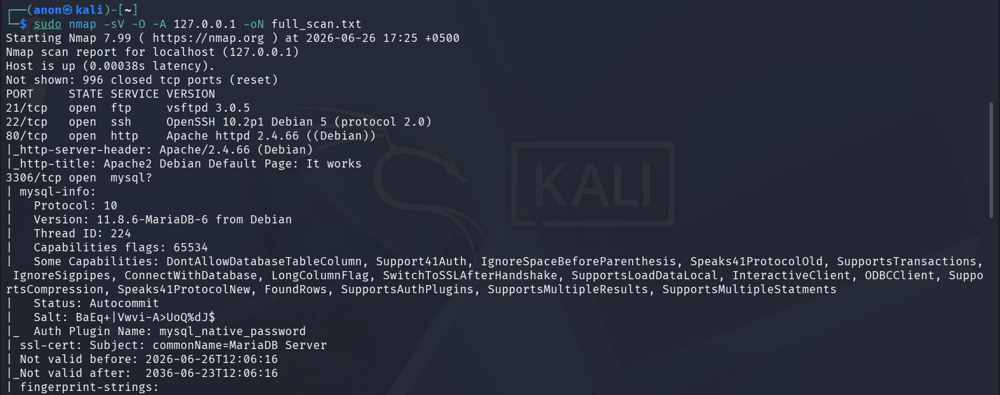 ┌──(anon㉿kali)-[~]
└─$ sudo nmap -sV -O -A 127.0.0.1 -oN full_scan.txt
Starting Nmap 7.99 ( https://nmap.org ) at 2026-06-26 17:25 +0500
Nmap scan report for localhost (127.0.0.1)
Host is up (0.00038s latency).
Not shown: 996 closed tcp ports (reset)
PORT     STATE SERVICE VERSION
21/tcp   open  ftp     vsftpd 3.0.5
22/tcp   open  ssh     OpenSSH 10.2p1 Debian 5 (protocol 2.0)
80/tcp   open  http    Apache httpd 2.4.66 ((Debian))
|_http-server-header: Apache/2.4.66 (Debian)
|_http-title: Apache2 Debian Default Page: It works
3306/tcp open  mysql?
| mysql-info:
|   Protocol: 10
|   Version: 11.8.6-MariaDB-6 from Debian
|   Thread ID: 224
|   Capabilities flags: 65534
|   Some Capabilities: DontAllowDatabaseTableColumn, Support41Auth, IgnoreSpaceBeforeParenthesis, Speaks41ProtocolOld, SupportsTransactions,
 IgnoreSigpipes, ConnectWithDatabase, LongColumnFlag, SwitchToSSLAfterHandshake, SupportsLoadDataLocal, InteractiveClient, ODBCClient, Suppo
rtsCompression, Speaks41ProtocolNew, FoundRows, SupportsAuthPlugins, SupportsMultipleResults, SupportsMultipleStatments
|   Status: Autocommit
|   Salt: BaEq+|Vwvi-A>UoQ%dJ$
|_  Auth Plugin Name: mysql_native_password
| ssl-cert: Subject: commonName=MariaDB Server
| Not valid before: 2026-06-26T12:06:16
|_Not valid after:  2036-06-23T12:06:16
| fingerprint-strings:
KALI